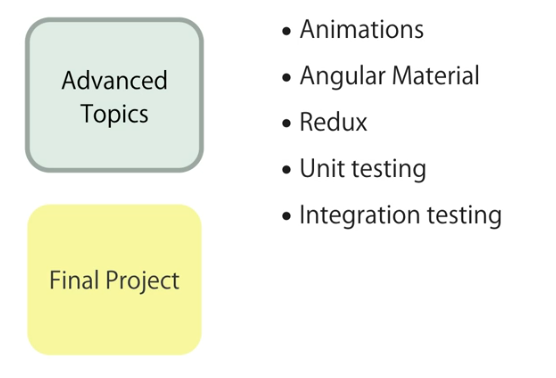 Advanced
Topics
• Animations
• Angular Material
• Redux
• Unit testing
• Integration testing
Final Project